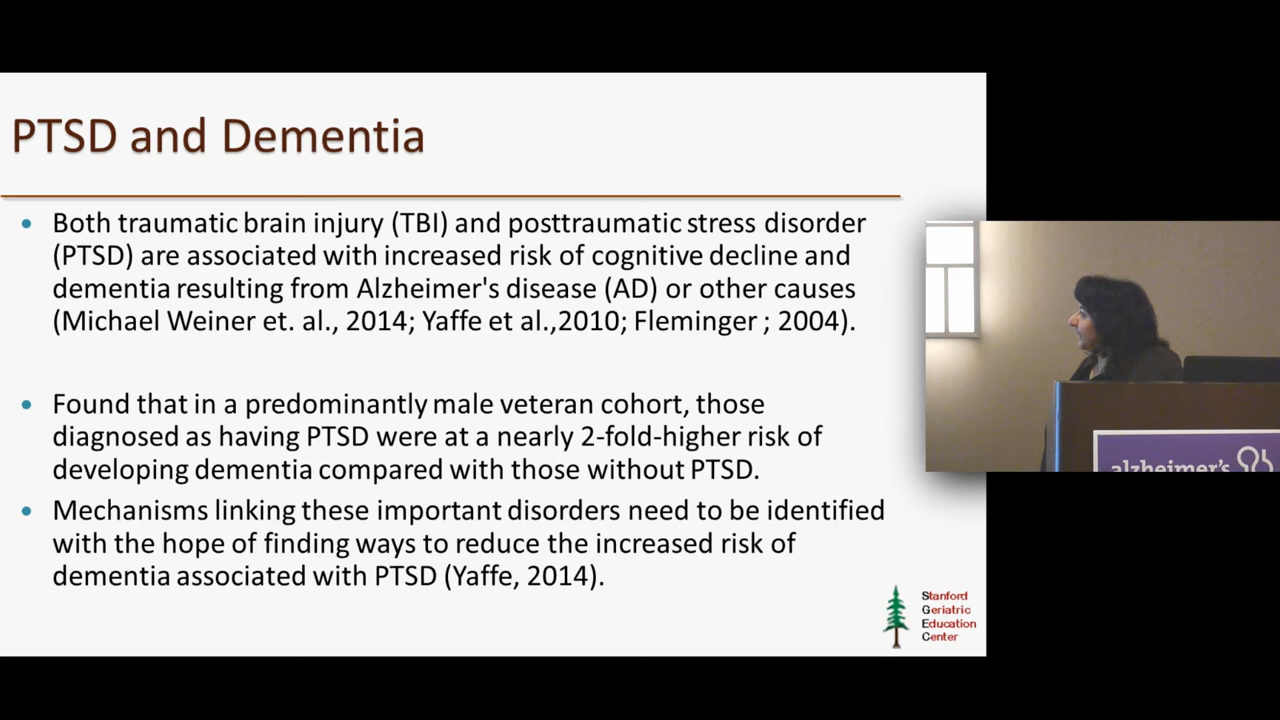 PTSD and Dementia
• Both traumatic brain injury (TBI) and posttraumatic stress disorder
(PTSD) are associated with increased risk of cognitive decline and
dementia resulting from Alzheimer's disease (AD) or other causes
(Michael Weiner et. al., 2014; Yaffe et al.,2010; Fleminger ; 2004).
• Found that in a predominantly male veteran cohort, those
diagnosed as having PTSD were at a nearly 2-fold-higher risk of
developing dementia compared with those without PTSD.
• Mechanisms linking these important disorders need to be identified
with the hope of finding ways to reduce the increased risk of
dementia associated with PTSD (Yaffe, 2014).
Stanford
Geriatric
Education
Center
alzheimer's